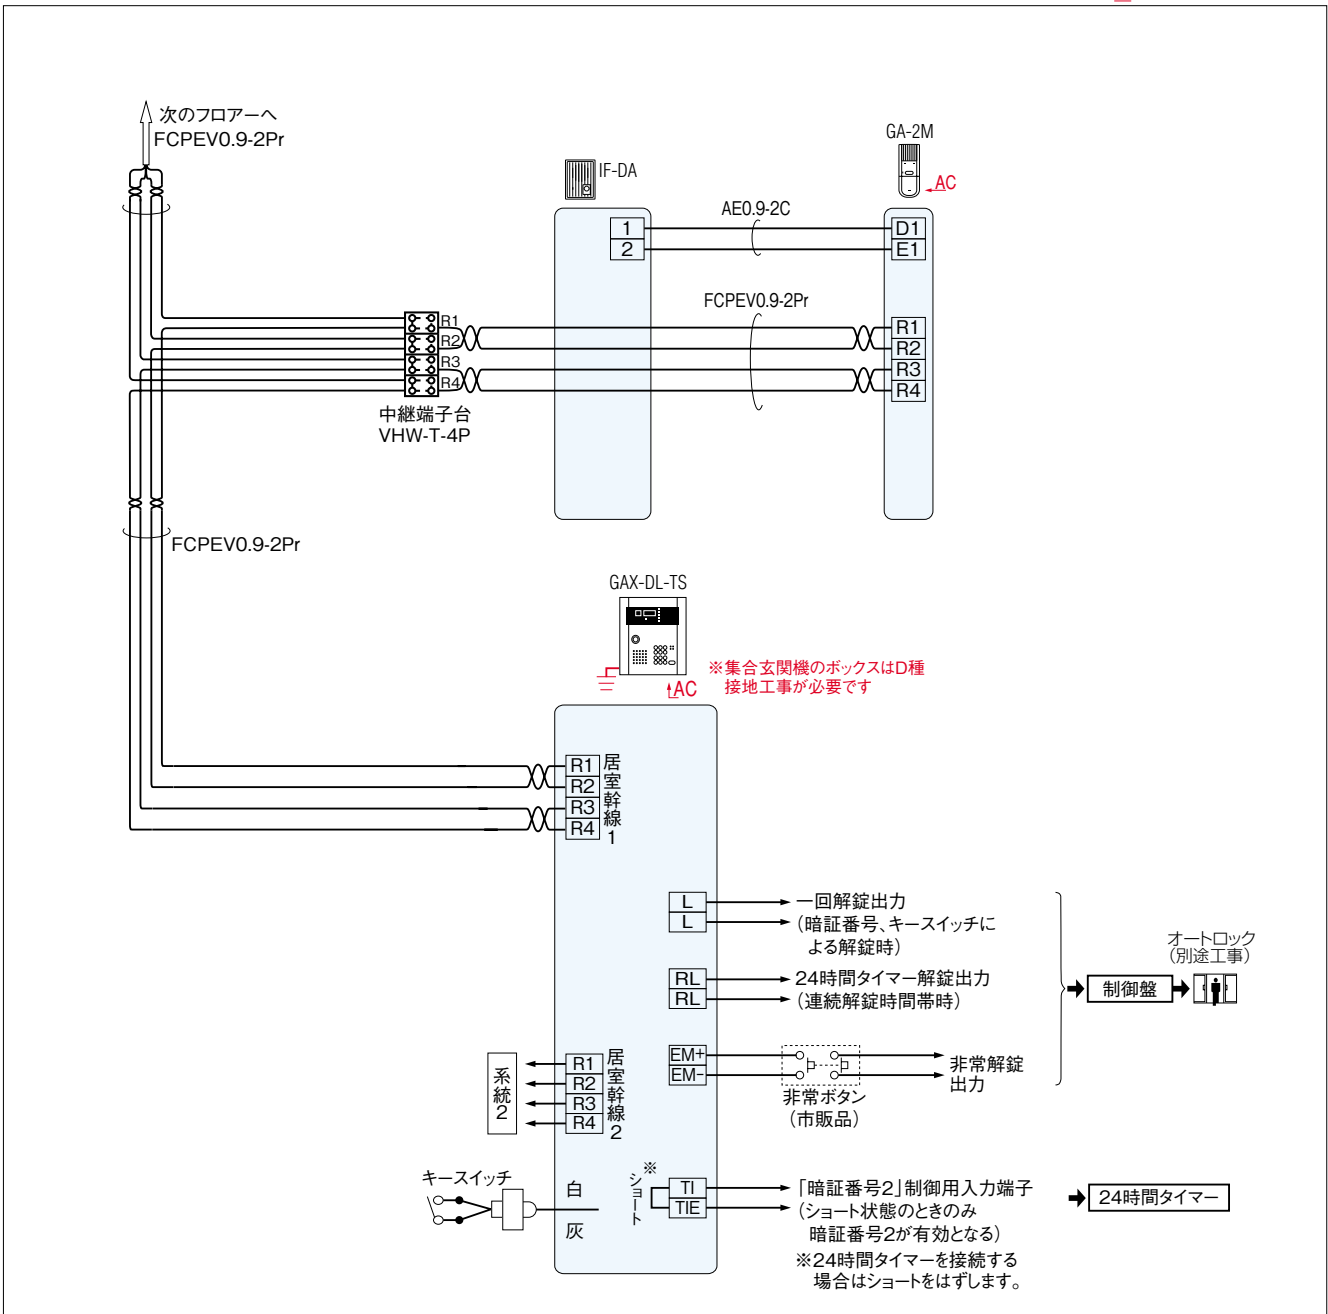 次のフロアーへ
FCPEV0.9-2Pr
IF-DA
GA-2M
AC
1
2
AE0.9-2C
D1
E1
FCPEV0.9-2Pr
R1
R2
R3
R4
R1
R2
R3
R4
中継端子台
VHW-T-4P
FCPEV0.9-2Pr
GAX-DL-TS
AC
※集合玄関機のボックスはD種
接地工事が必要です
R1
R2
R3
R4
居室幹線1
L
L
一回解錠出力
(暗証番号、キースイッチに
よる解錠時)
RL
RL
24時間タイマー解錠出力
(連続解錠時間帯時)
オートロック
(別途工事)
制御盤
EM+
EM-
非常ボタン
(市販品)
非常解錠
出力
系統2
R1
R2
R3
R4
居室幹線2
キースイッチ
白
灰
※
ショート
TI
TIE
「暗証番号2」制御用入力端子
(ショート状態のときのみ
暗証番号2が有効となる)
※24時間タイマーを接続する
場合はショートをはずします。
24時間タイマー